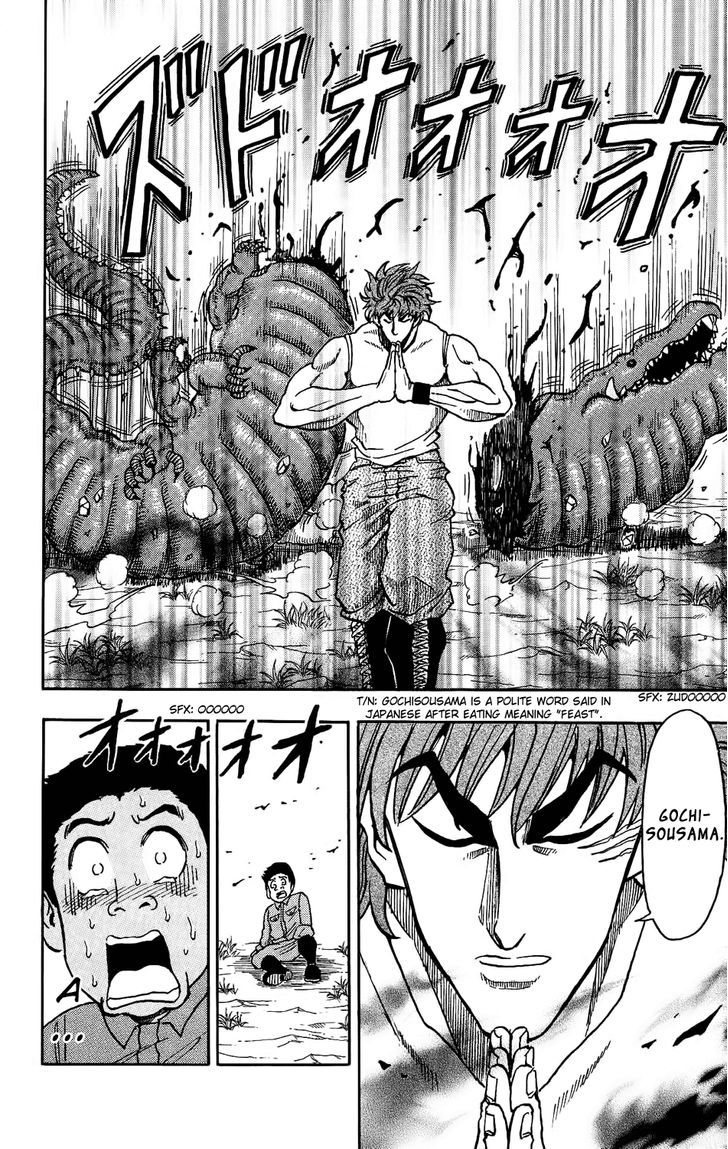 ズドォオオオ
T/N: GOCHISOUSAMA IS A POLITE WORD SAID IN
JAPANESE AFTER EATING MEANING "FEAST".
SFX: ZUDOOOOO
GOCHI-
SOUSAMA.
SFX: OOOOOO
オオ
オオオオ
A
...